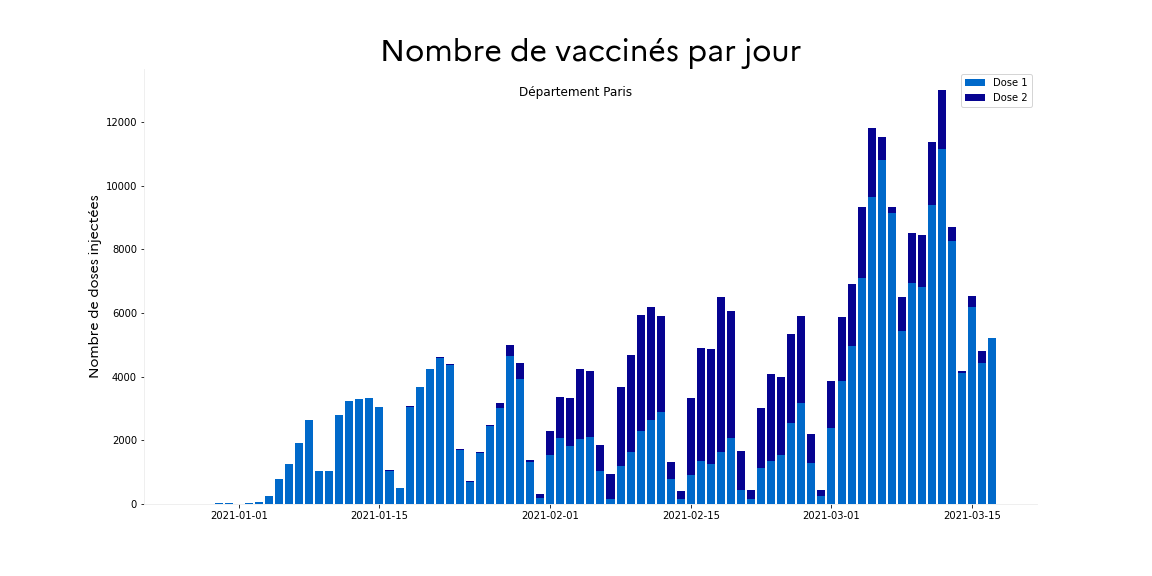 Nombre de vaccinés par jour
Département Paris
Dose 1
Dose 2
Nombre de doses injectées
12000
10000
8000
6000
4000
2000
0
2021-01-01
2021-01-15
2021-02-01
2021-02-15
2021-03-01
2021-03-15